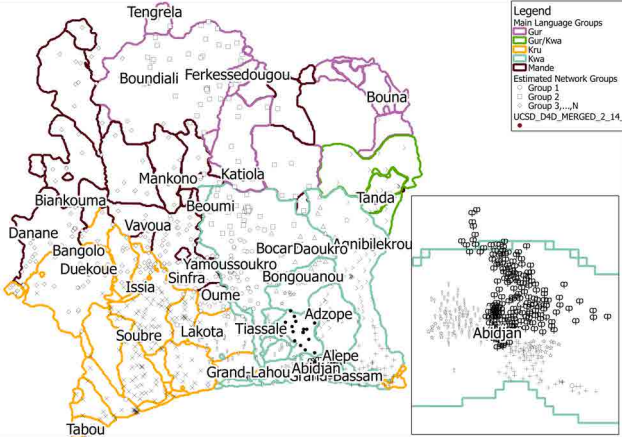 Tengrela
Boundiali
Ferkessedougou
Bouna
Mankono
Katiola
Tanda
Biankouma
Beoumi
Danane
Vavoua
Bangolo
Duekoue
Bocar
Daoukro
Agnibilekrou
Yamoussoukro
Issia
Sinfra
Bongouanou
Oume
Soubre
Lakota
Tiassale
Adzope
Alepe
Grand-Lahou
Abidjan
Grand-Bassam
Tabou
Legend
Main Language Groups
Gur
Gur/Kwa
Kru
Kwa
Mande
Estimated Network Groups
Group 1
Group 2
Group 3,...,N
UCSD_D4D_MERGED_2_14_
Abidjan